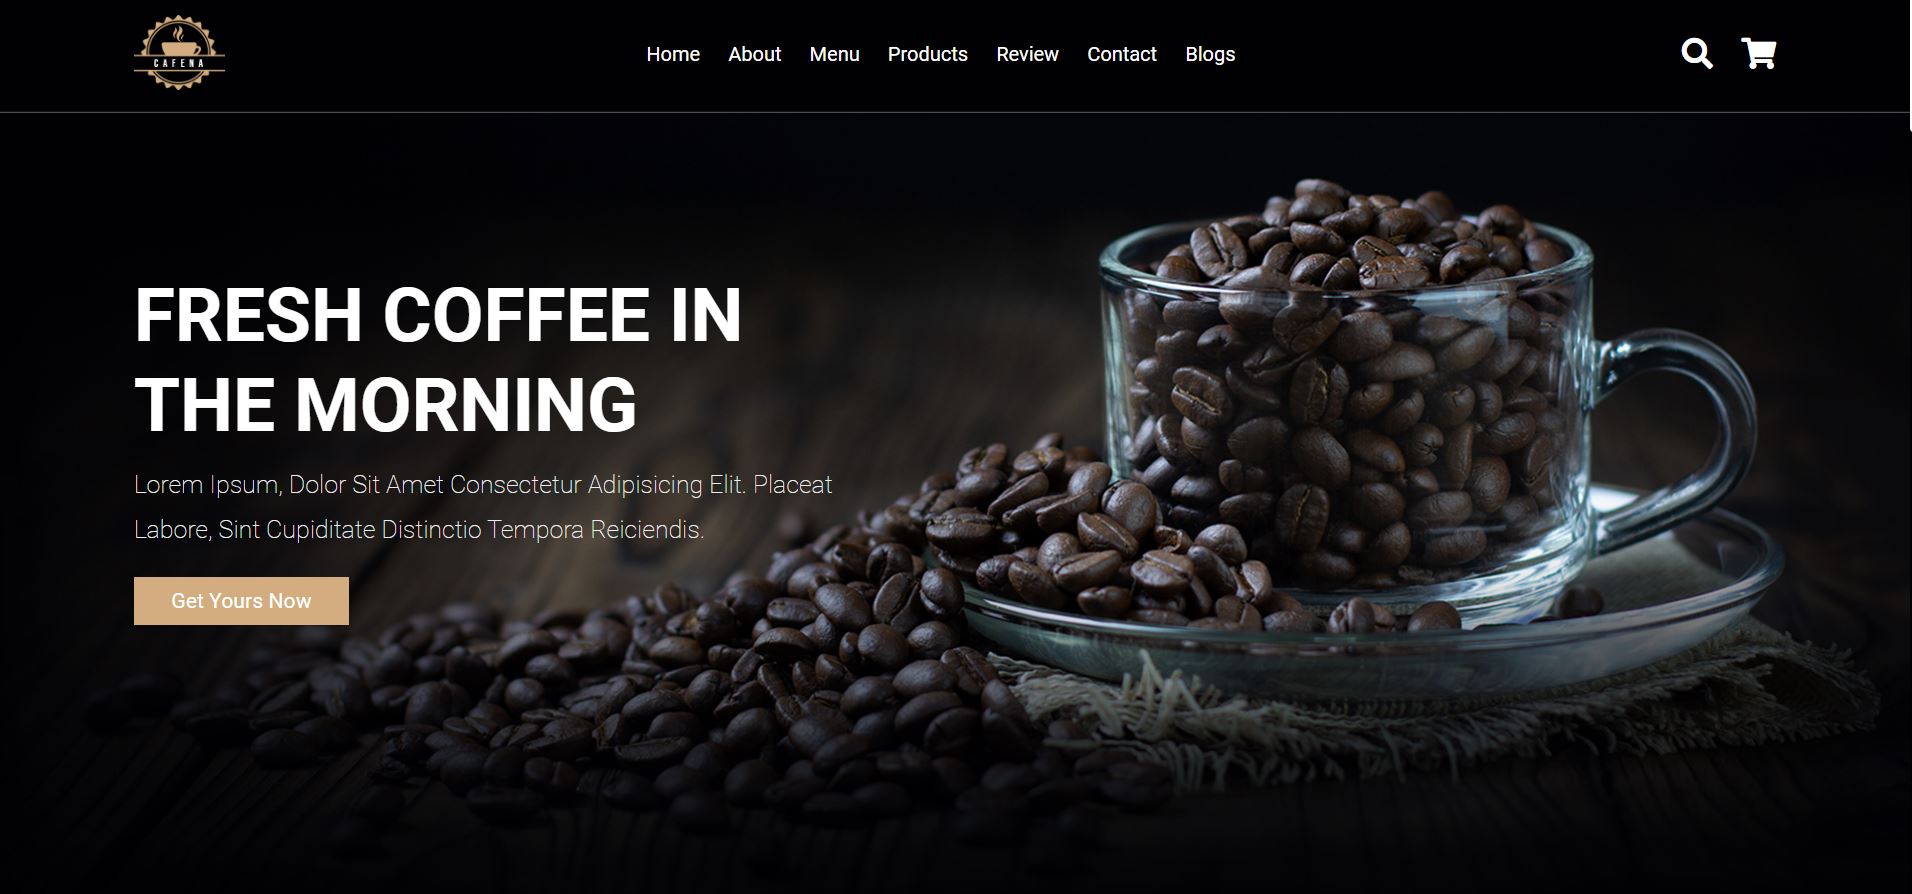 CAFENA
Home About Menu Products Review Contact Blogs
FRESH COFFEE IN
THE MORNING
Lorem Ipsum, Dolor Sit Amet Consectetur Adipisicing Elit. Placeat
Labore, Sint Cupiditate Distinctio Tempora Reiciendis.
Get Yours Now